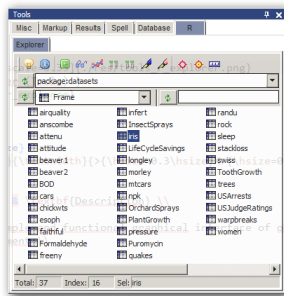 Tools
Misc Markup Results Spell Database R
Explorer
package:datasets
Frame
airquality infert randu
anscombe InsectSprays rock
attenu iris sleep
attitude LifeCycleSavings stackloss
beaver1 longley swiss
beaver2 morley ToothGrowth
BOD mtcars trees
cars npk USArrests
chickwts OrchardSprays USJudgeRatings
esoph PlantGrowth warpbreaks
faithful pressure women
Formaldehyde Puromycin
freeny quakes
Total: 37 Index: 16 Sel: iris